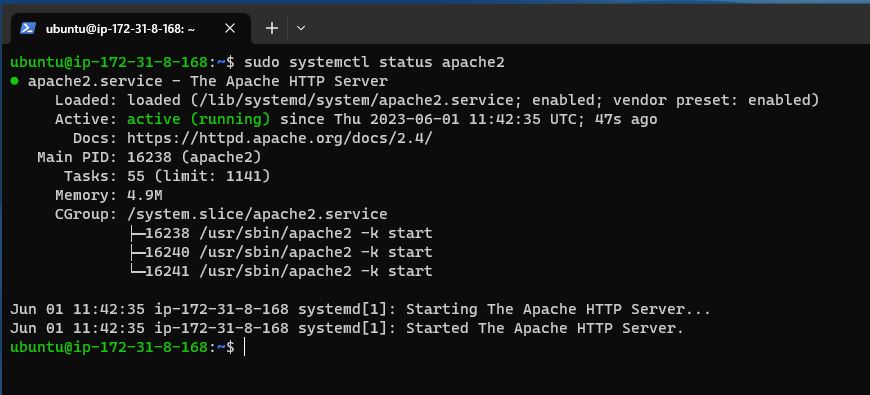 ubuntu@ip-172-31-8-168: ~
ubuntu@ip-172-31-8-168:~$ sudo systemctl status apache2
● apache2.service - The Apache HTTP Server
     Loaded: loaded (/lib/systemd/system/apache2.service; enabled; vendor preset: enabled)
     Active: active (running) since Thu 2023-06-01 11:42:35 UTC; 47s ago
       Docs: https://httpd.apache.org/docs/2.4/
   Main PID: 16238 (apache2)
      Tasks: 55 (limit: 1141)
     Memory: 4.9M
     CGroup: /system.slice/apache2.service
             ├─16238 /usr/sbin/apache2 -k start
             ├─16240 /usr/sbin/apache2 -k start
             └─16241 /usr/sbin/apache2 -k start
Jun 01 11:42:35 ip-172-31-8-168 systemd[1]: Starting The Apache HTTP Server...
Jun 01 11:42:35 ip-172-31-8-168 systemd[1]: Started The Apache HTTP Server.
ubuntu@ip-172-31-8-168:~$